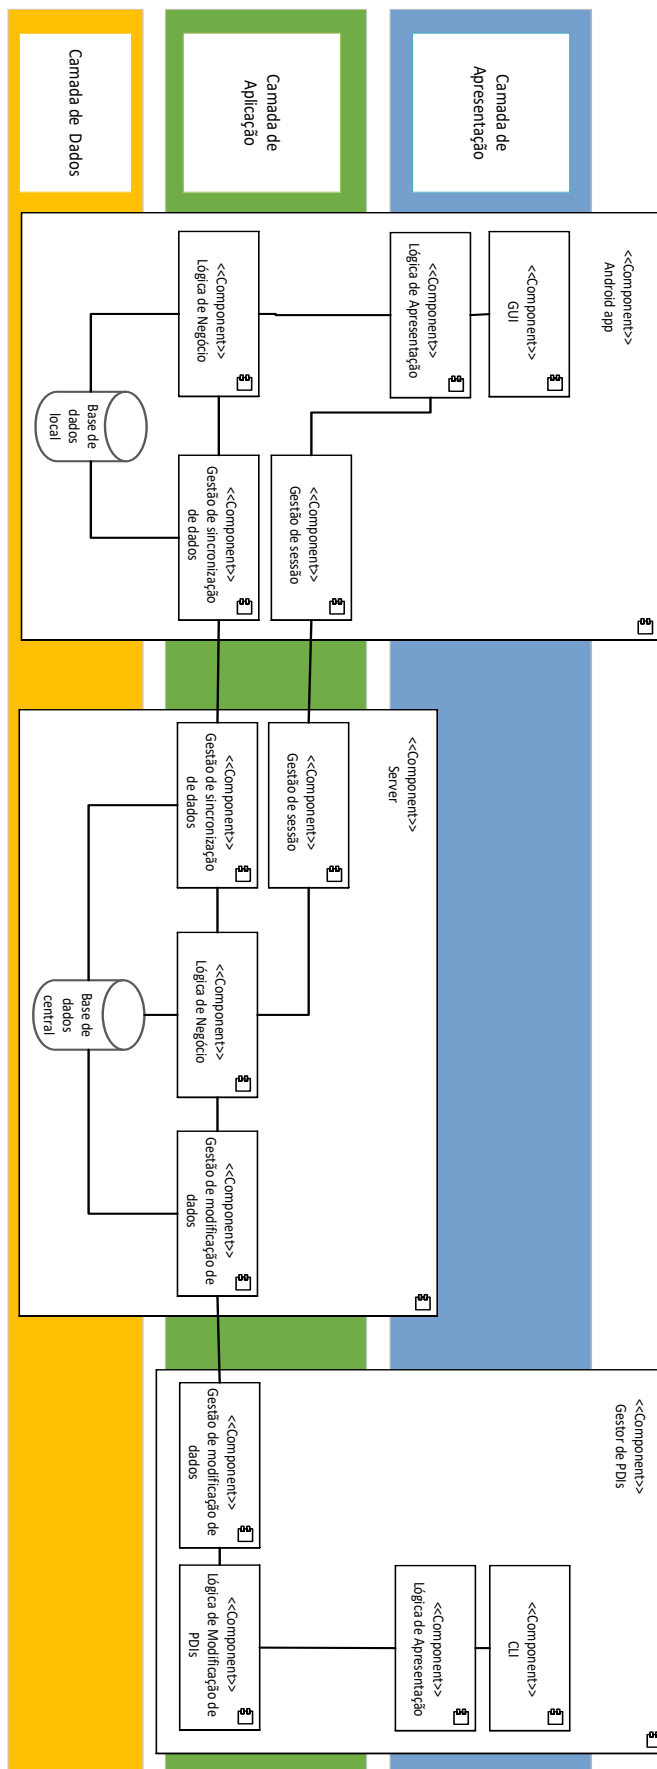 Camada de
Apresentação
Camada de
Aplicação
Camada de Dados
<<Component>>
Android app
<<Component>>
GUI
<<Component>>
Lógica de Apresentação
<<Component>>
Lógica de Negócio
<<Component>>
Gestão de sessão
<<Component>>
Gestão de sincronização
de dados
Base de
dados
local
<<Component>>
Server
<<Component>>
Gestão de sessão
<<Component>>
Gestão de sincronização
de dados
<<Component>>
Lógica de Negócio
<<Component>>
Gestão de modificação de
dados
Base de
dados
central
<<Component>>
Gestor de PDIs
<<Component>>
CLI
<<Component>>
Lógica de Apresentação
<<Component>>
Gestão de modificação de
dados
<<Component>>
Lógica de Modificação de
PDIs